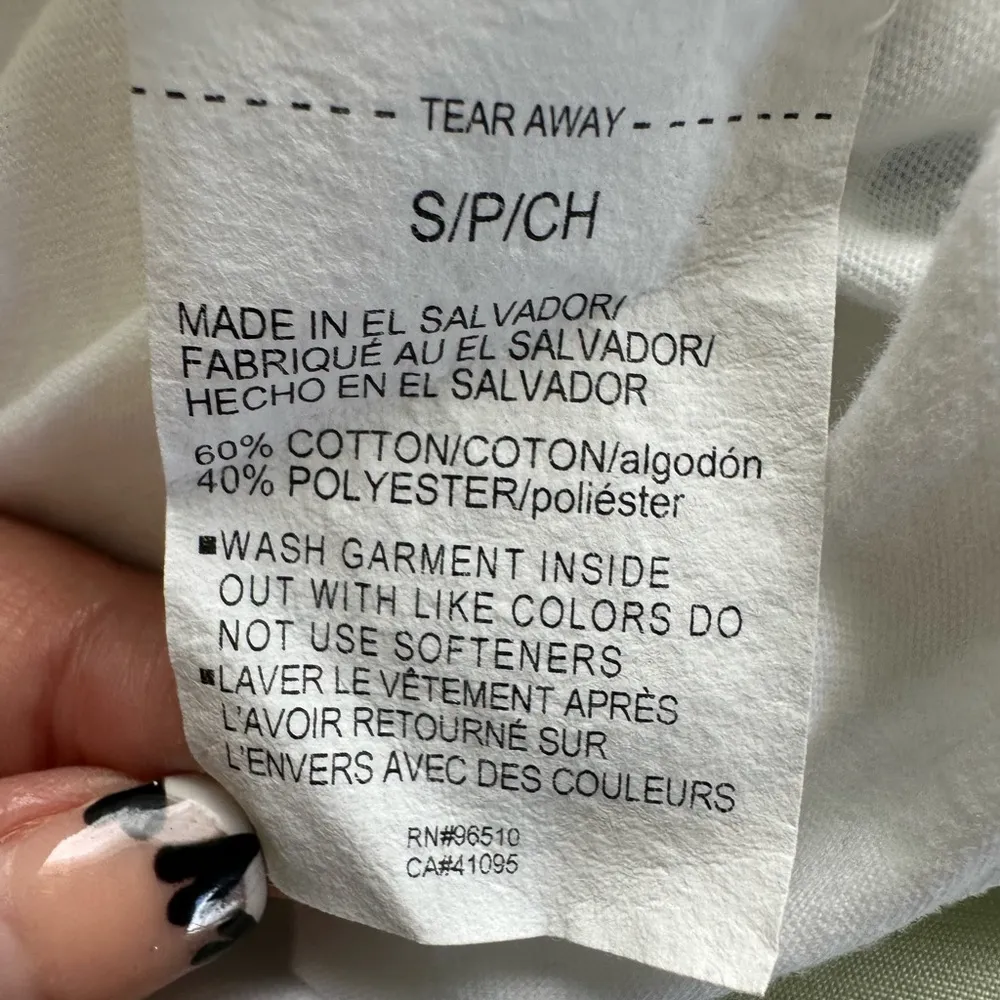 TEAR AWAY
S/P/CH
MADE IN EL SALVADOR/
FABRIQUÉ AU EL SALVADOR/
HECHO EN EL SALVADOR
60% COTTON/COTON/algodón
40% POLYESTER/poliéster
▪WASH GARMENT INSIDE
OUT WITH LIKE COLORS DO
NOT USE SOFTENERS
▪LAVER LE VÊTEMENT APRÈS
L'AVOIR RETOURNÉ SUR
L'ENVERS AVEC DES COULEURS
RN#96510
CA#41095